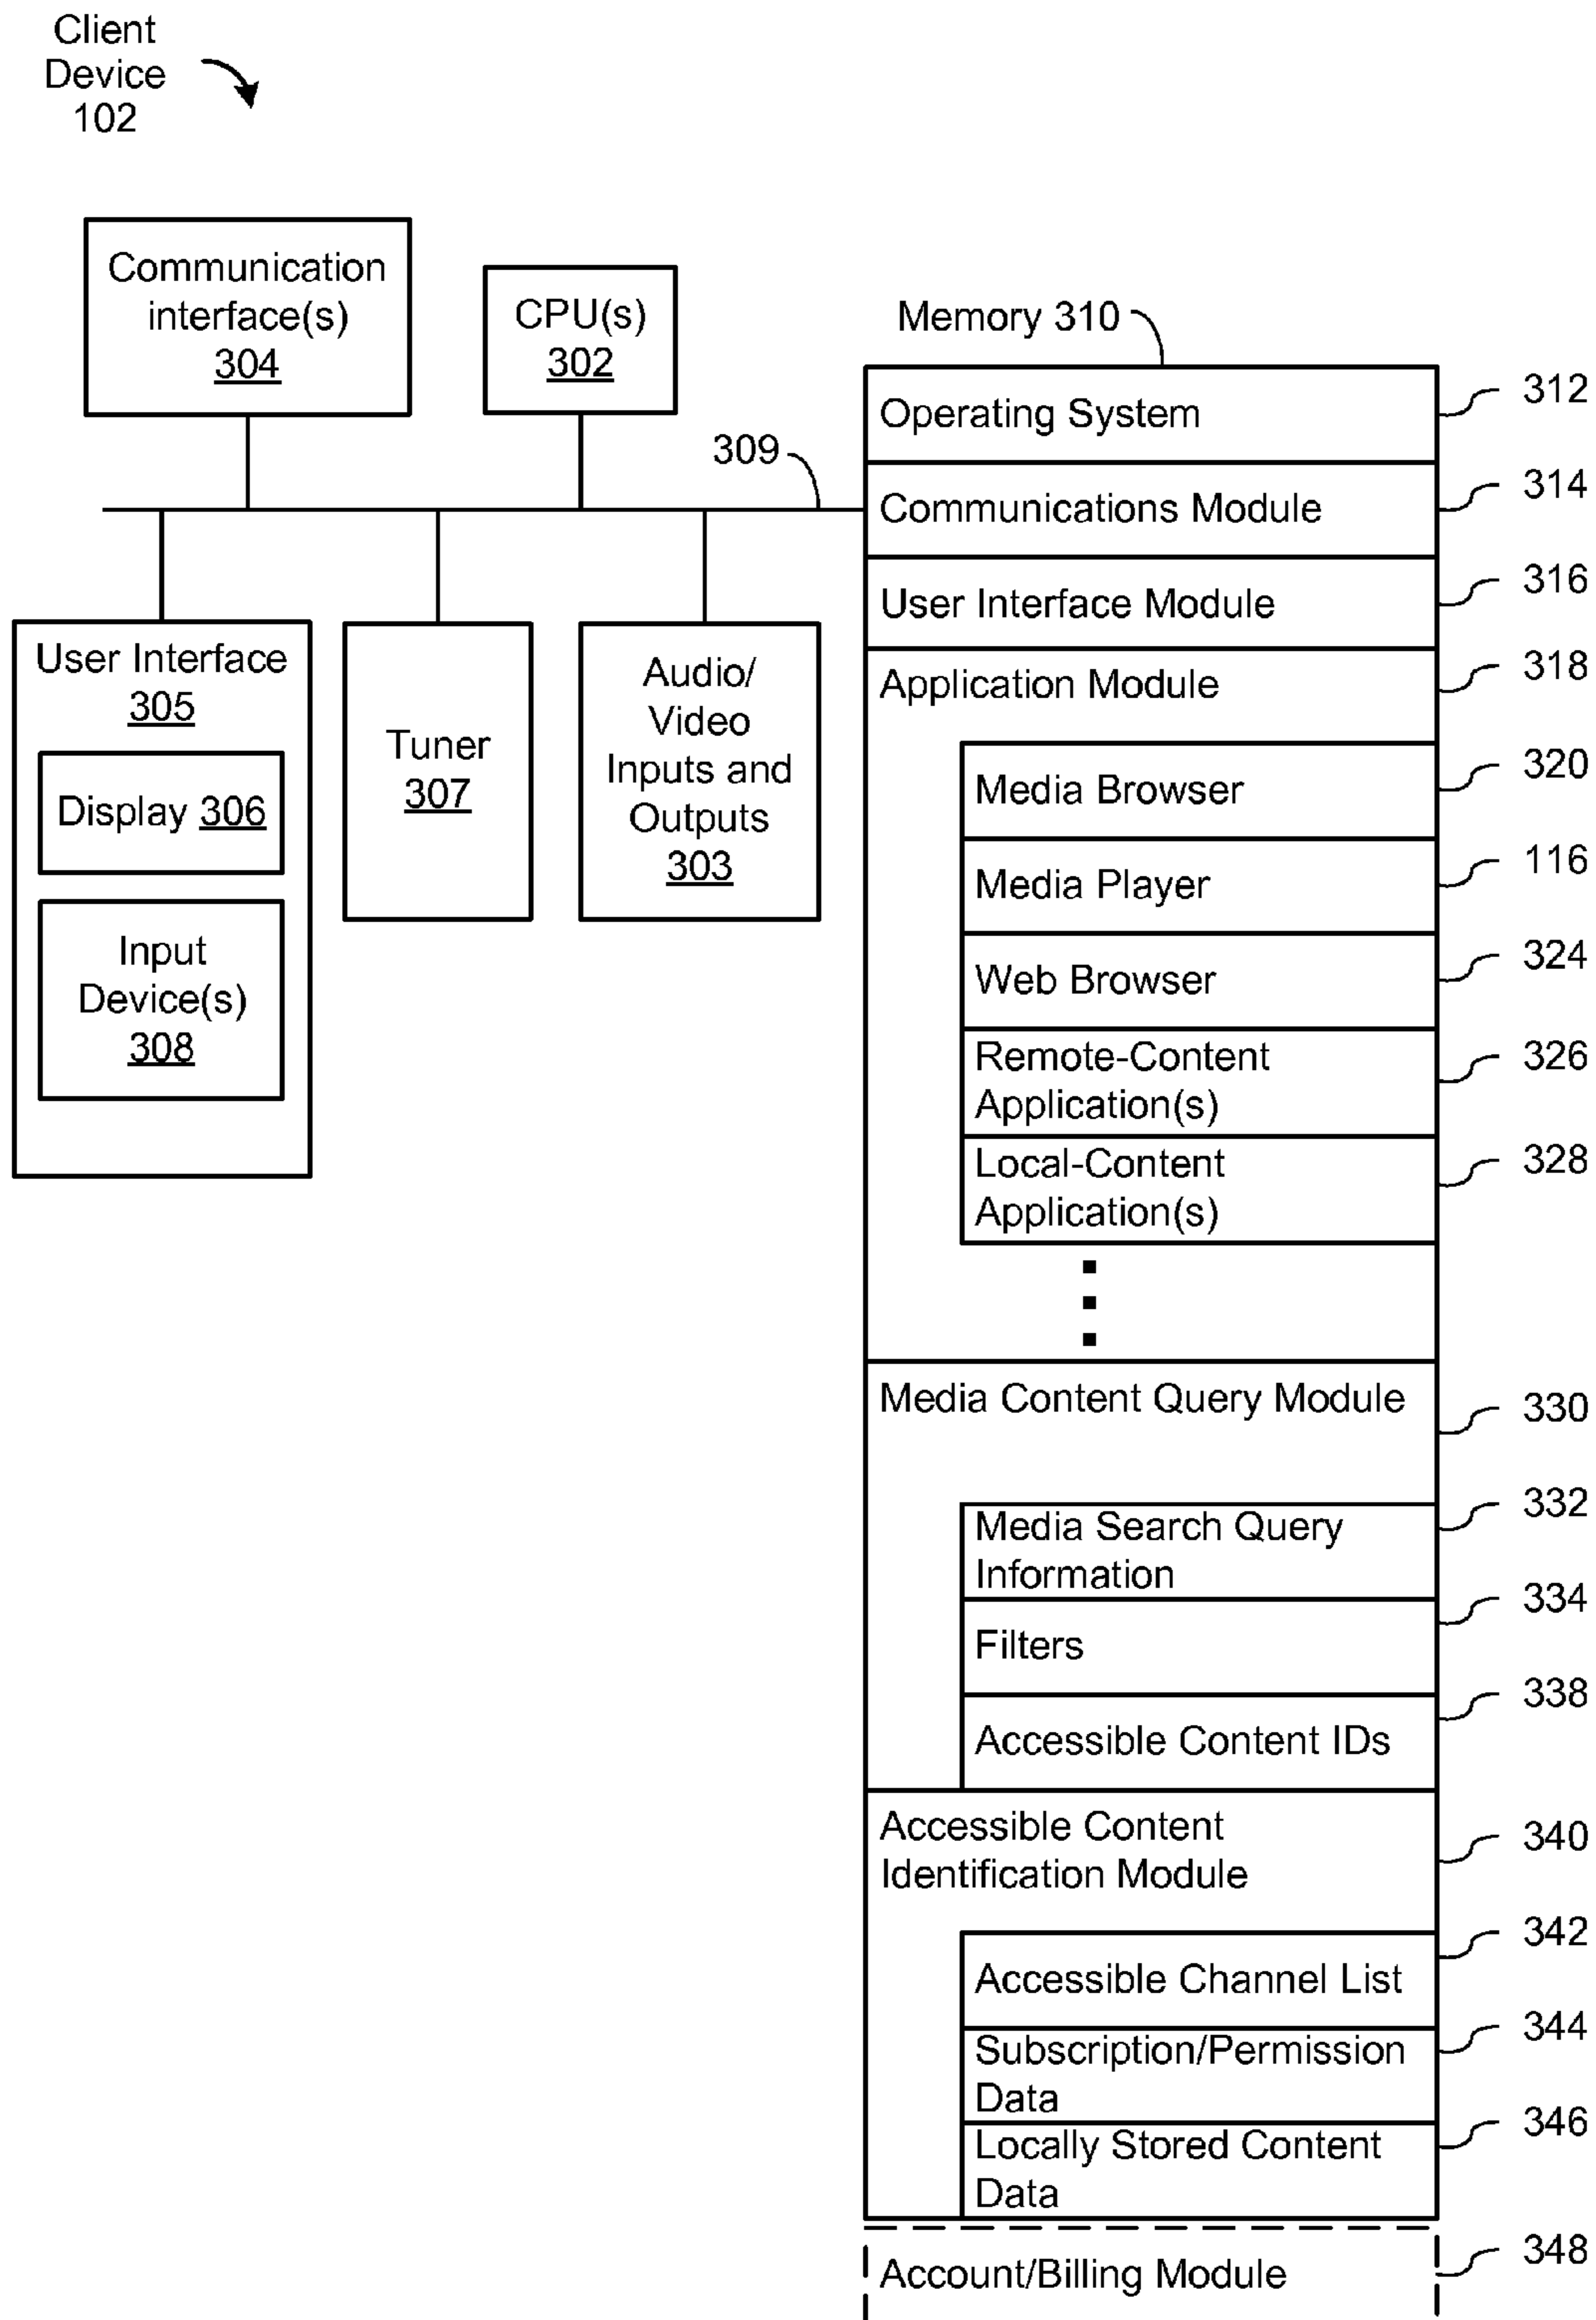 Client
Device
102
Communication
interface(s)
304
CPU(s)
302
Memory 310
309
User Interface
305
Display 306
Input
Device(s)
308
Tuner
307
Audio/
Video
Inputs and
Outputs
303
Operating System
312
Communications Module
314
User Interface Module
316
Application Module
318
Media Browser
320
Media Player
116
Web Browser
324
Remote-Content
Application(s)
326
Local-Content
Application(s)
328
Media Content Query Module
330
Media Search Query
Information
332
Filters
334
Accessible Content IDs
338
Accessible Content
Identification Module
340
Accessible Channel List
342
Subscription/Permission
Data
344
Locally Stored Content
Data
346
Account/Billing Module
348